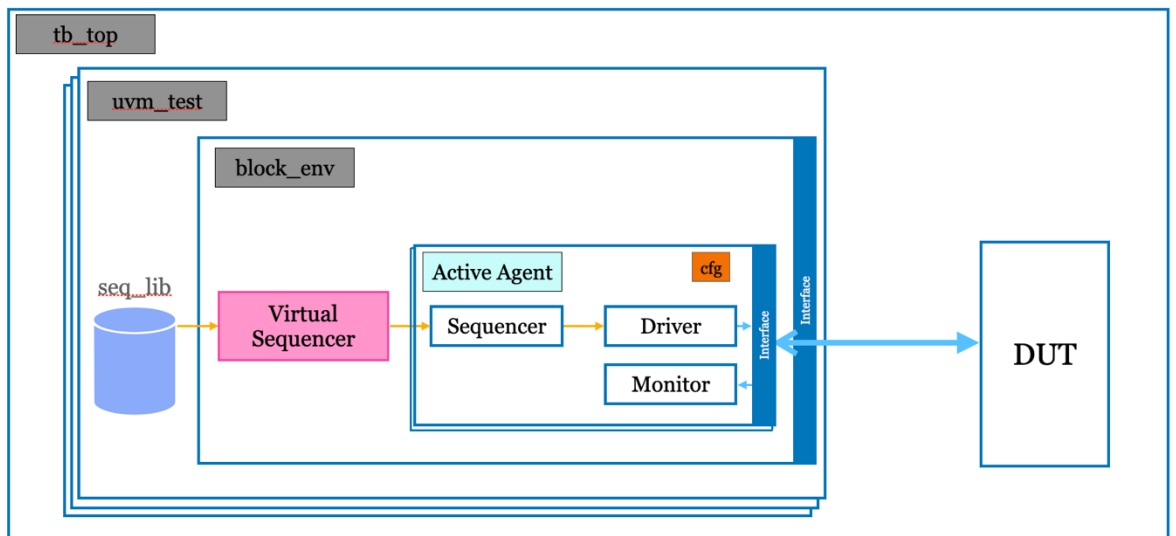 tb_top
uvm_test
block_env
seq_lib
Virtual
Sequencer
Active Agent
cfg
Sequencer
Driver
Monitor
Interface
Interface
DUT